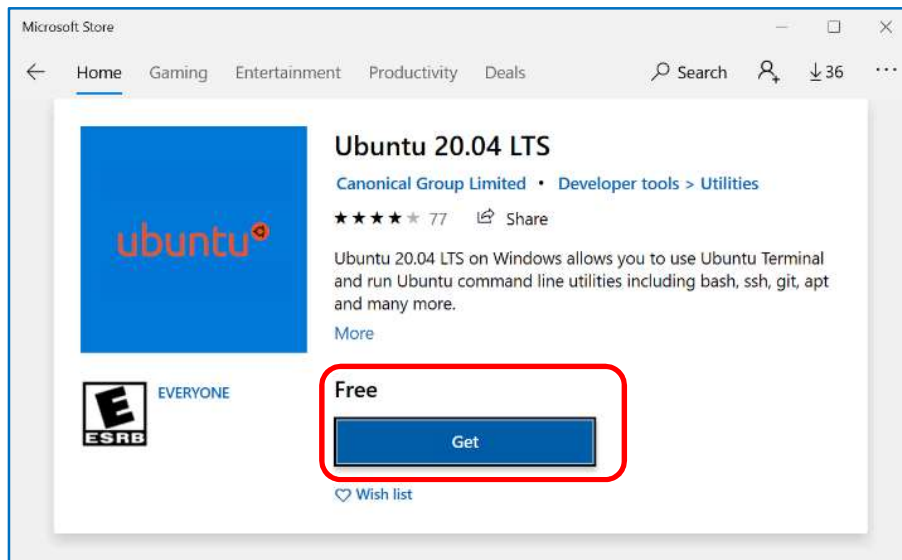 Microsoft Store
Home Gaming Entertainment Productivity Deals Search 36
Ubuntu 20.04 LTS
Canonical Group Limited • Developer tools > Utilities
ubuntu
77 Share
Ubuntu 20.04 LTS on Windows allows you to use Ubuntu Terminal
and run Ubuntu command line utilities including bash, ssh, git, apt
and many more.
More
E
ESRB
EVERYONE
Free
Get
Wish list